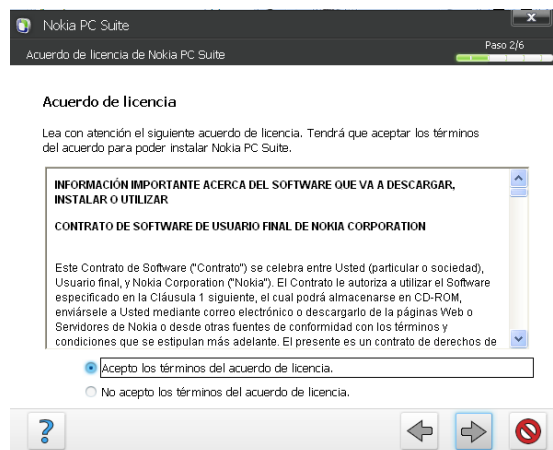 Nokia PC Suite
Acuerdo de licencia de Nokia PC Suite
Paso 2/6
Acuerdo de licencia
Lea con atención el siguiente acuerdo de licencia. Tendrá que aceptar los términos
del acuerdo para poder instalar Nokia PC Suite.
INFORMACIÓN IMPORTANTE ACERCA DEL SOFTWARE QUE VA A DESCARGAR,
INSTALAR O UTILIZAR
CONTRATO DE SOFTWARE DE USUARIO FINAL DE NOKIA CORPORATION
Este Contrato de Software ("Contrato") se celebra entre Usted (particular o sociedad),
Usuario final, y Nokia Corporation ("Nokia"). El Contrato le autoriza a utilizar el Software
especificado en la Cláusula 1 siguiente, el cual podrá almacenarse en CD-ROM,
enviársele a Usted mediante correo electrónico o descargarlo de la páginas Web o
Servidores de Nokia o desde otras fuentes de conformidad con los términos y
condiciones que se estipulan más adelante. El presente es un contrato de derechos de
Acepto los términos del acuerdo de licencia.
No acepto los términos del acuerdo de licencia.